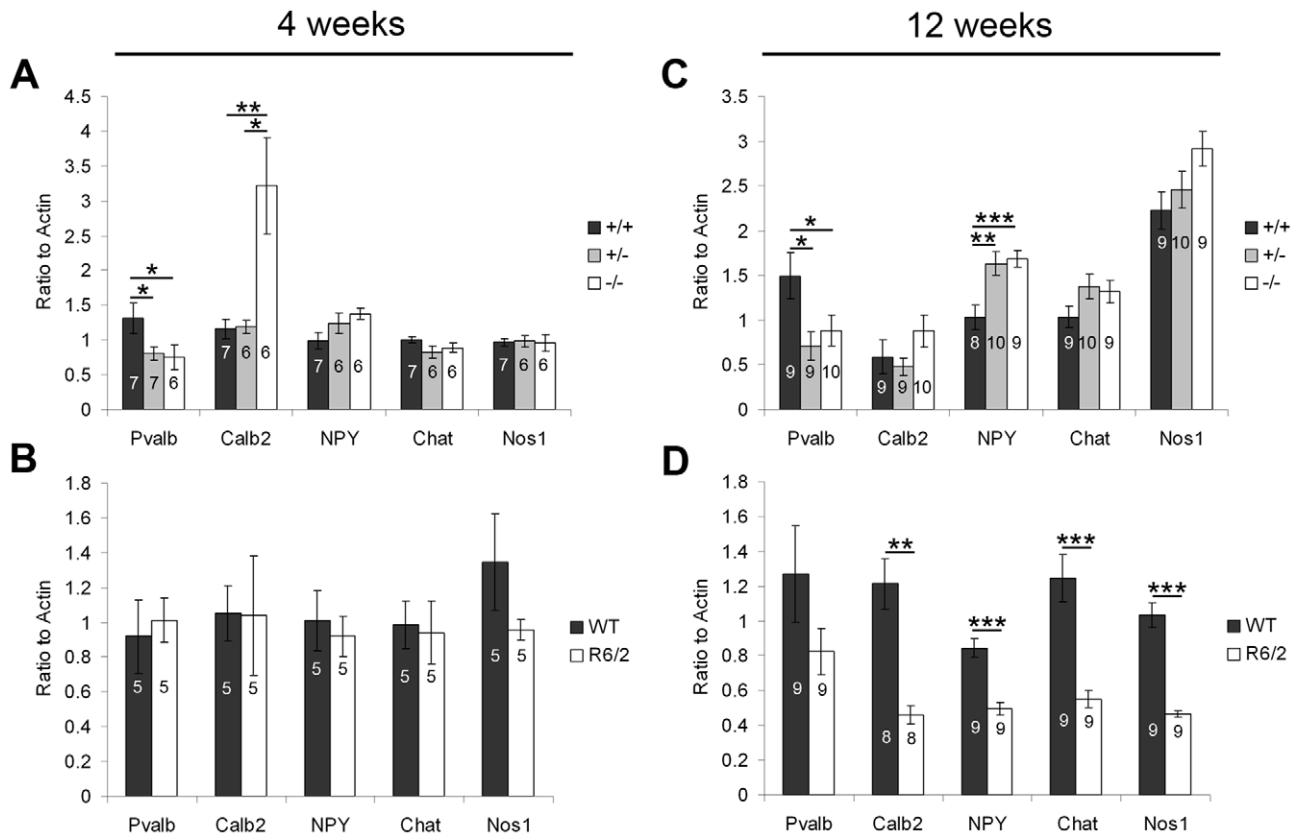 4 weeks
12 weeks
A
4.5
4
3.5
3
2.5
2
1.5
1
0.5
0
Ratio to Actin
* *
** *
7 7 6
7 6 6
7 6 6
7 6 6
7 6 6
Pvalb Calb2 NPY Chat Nos1
+/+
+/-
-/-
C
3.5
3
2.5
2
1.5
1
0.5
0
Ratio to Actin
* *
*** **
9 9 10
9 9 10
8 10 9
9 10 9
9 10 9
Pvalb Calb2 NPY Chat Nos1
+/+
+/-
-/-
B
1.8
1.6
1.4
1.2
1
0.8
0.6
0.4
0.2
0
Ratio to Actin
5 5
5 5
5 5
5 5
5 5
Pvalb Calb2 NPY Chat Nos1
WT
R6/2
D
1.8
1.6
1.4
1.2
1
0.8
0.6
0.4
0.2
0
Ratio to Actin
** *** *** ***
9 9
8 8
9 9
9 9
9 9
Pvalb Calb2 NPY Chat Nos1
WT
R6/2